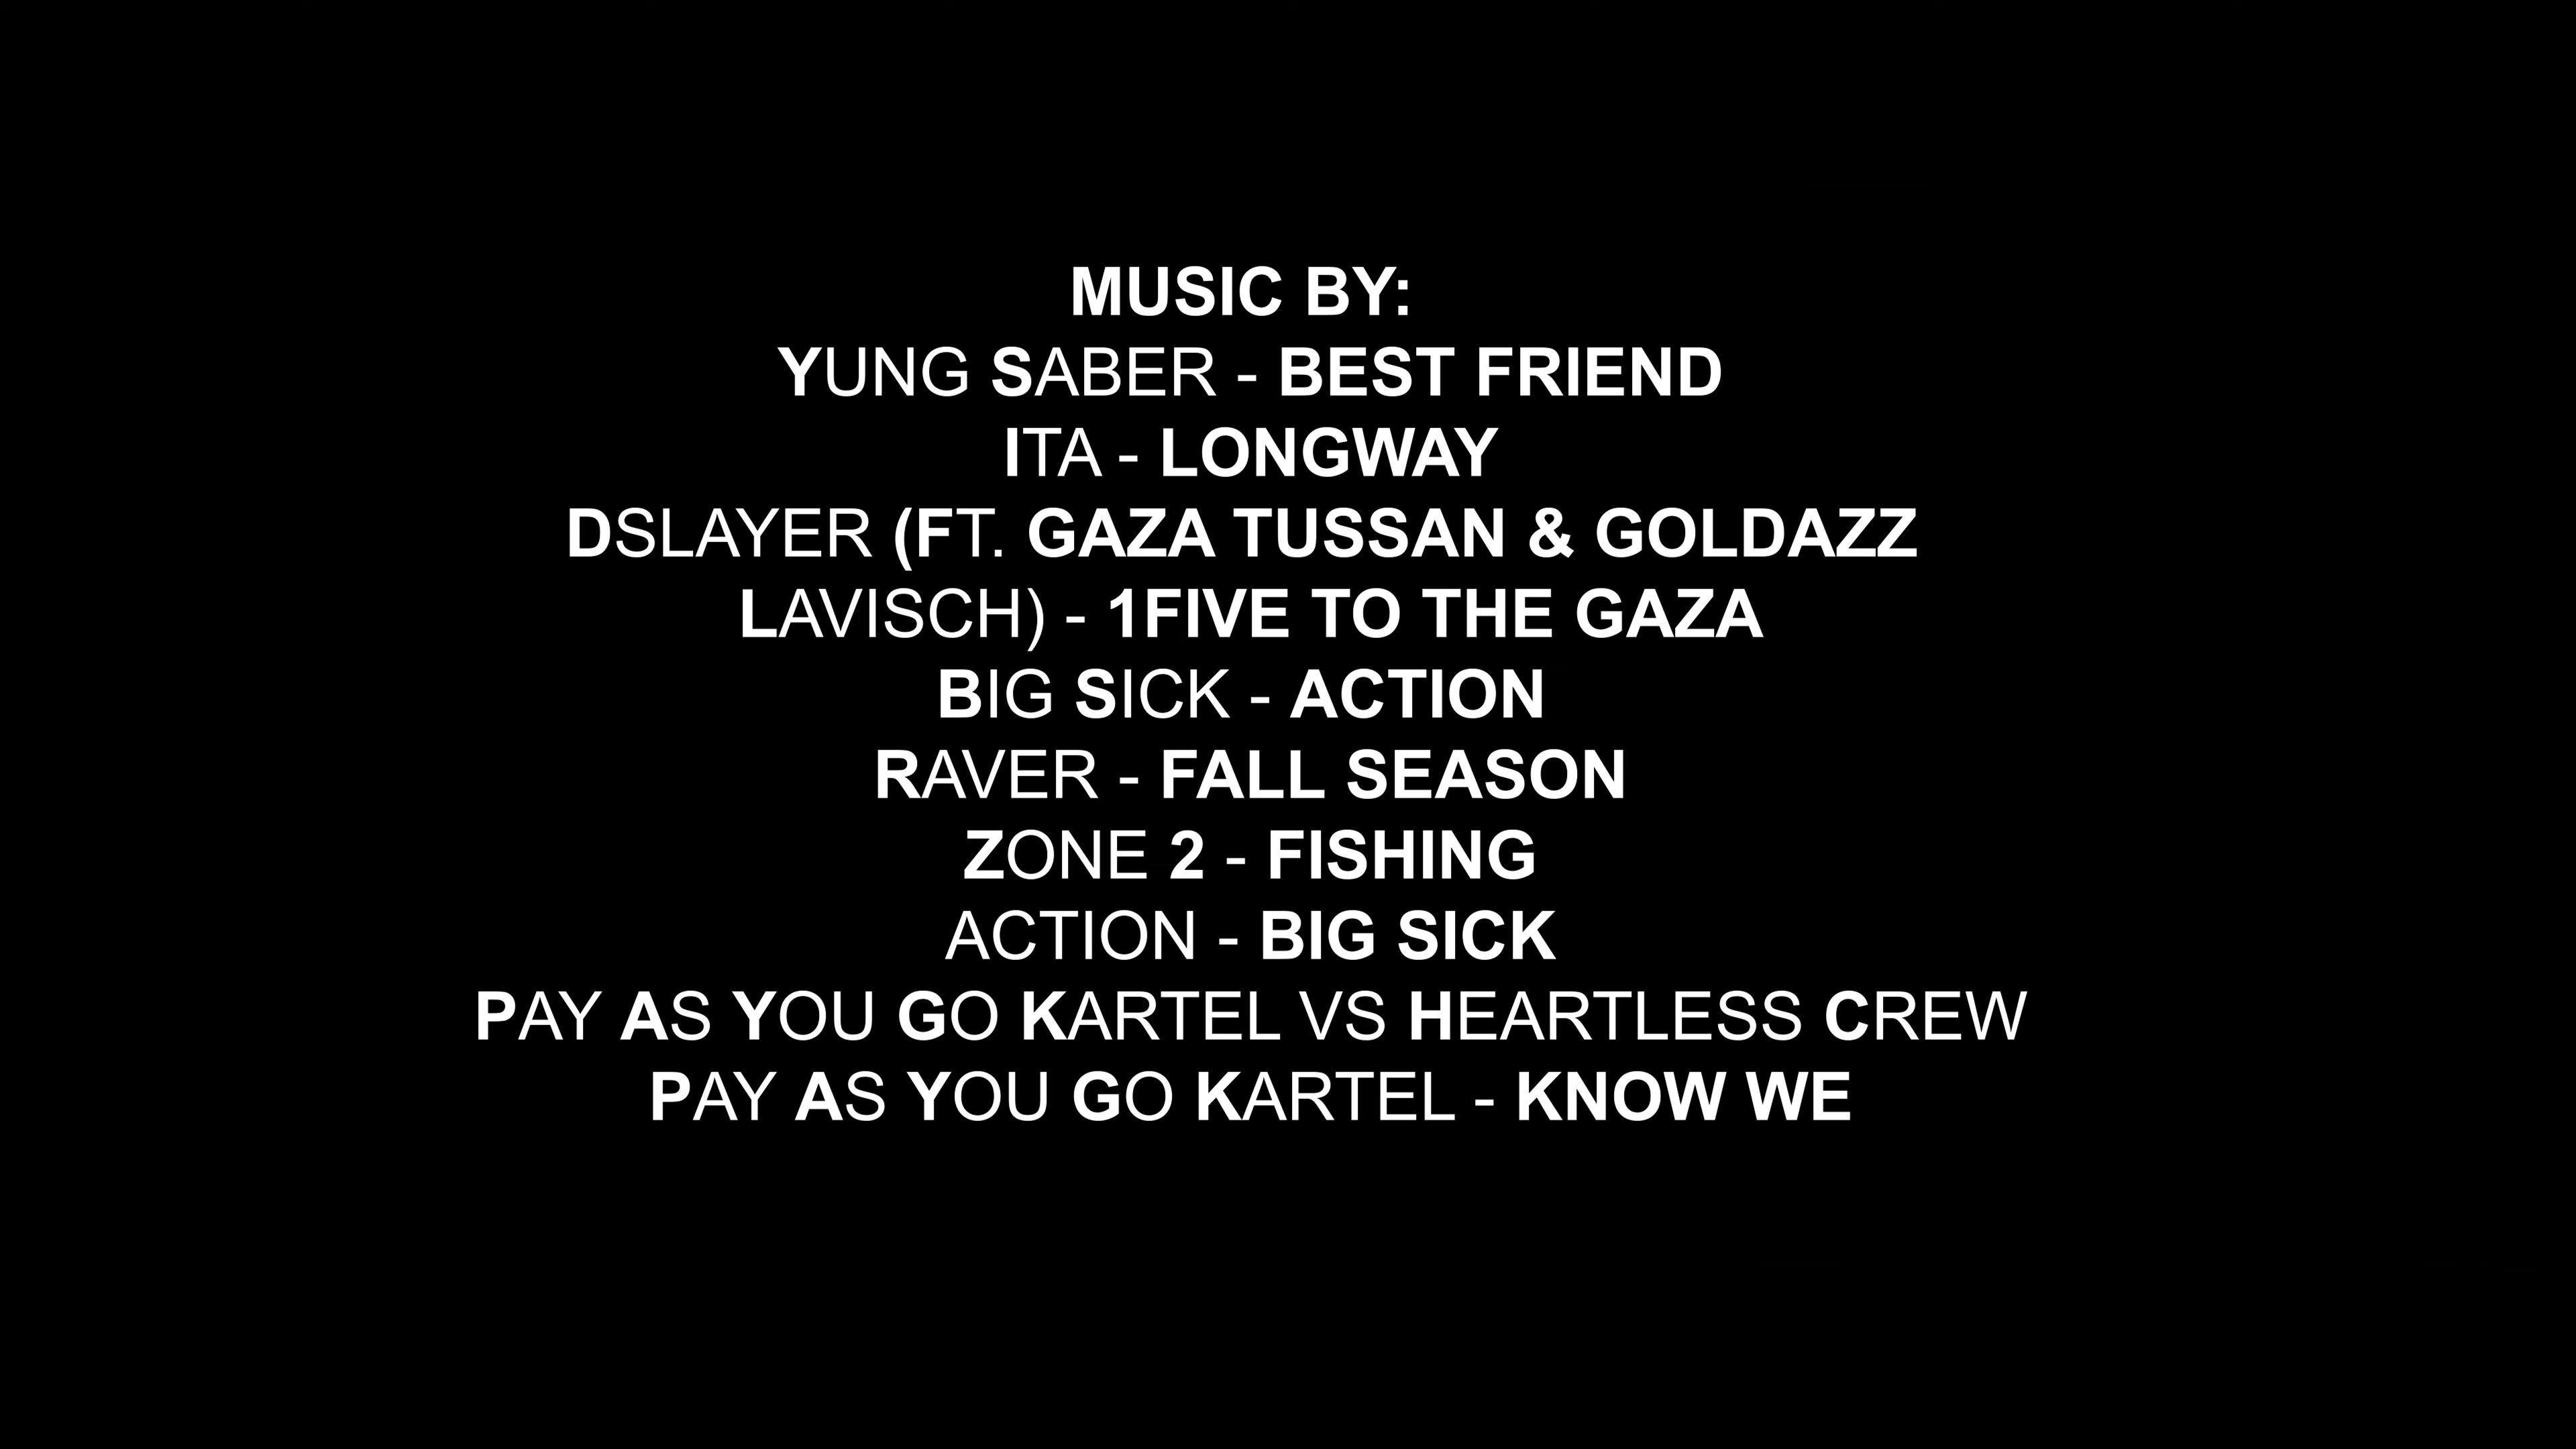 MUSIC BY:
YUNG SABER - BEST FRIEND
ITA - LONGWAY
DSLAYER (FT. GAZA TUSSAN & GOLDAZZ
LAVISCH) - 1FIVE TO THE GAZA
BIG SICK - ACTION
RAVER - FALL SEASON
ZONE 2 - FISHING
ACTION - BIG SICK
PAY AS YOU GO KARTEL VS HEARTLESS CREW
PAY AS YOU GO KARTEL - KNOW WE